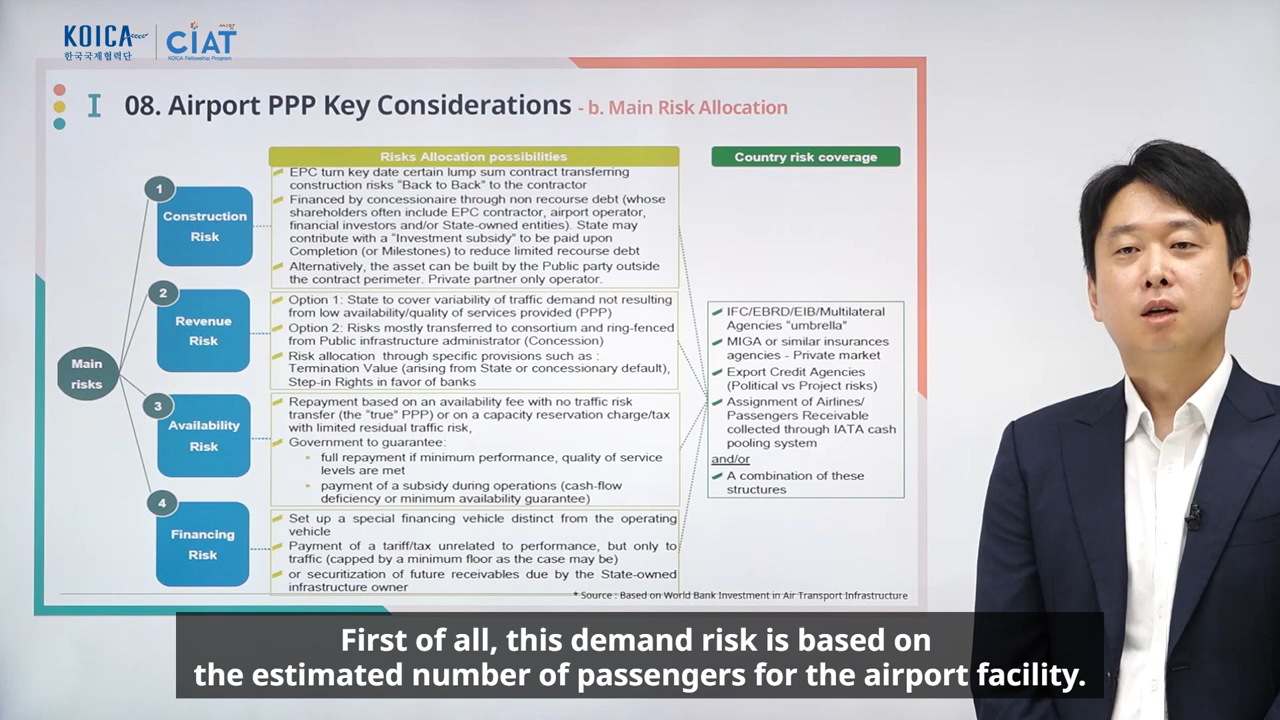 KOICA
한국국제협력단
씨앗
CIAT
KOICA Fellowship Program
I 08. Airport PPP Key Considerations - b. Main Risk Allocation
Risks Allocation possibilities
Country risk coverage
Main
risks
1
Construction
Risk
EPC turn key date certain lump sum contract transferring
construction risks "Back to Back" to the contractor
Financed by concessionaire through non recourse debt (whose
shareholders often include EPC contractor, airport operator,
financial investors and/or State-owned entities). State may
contribute with a "Investment subsidy" to be paid upon
Completion (or Milestones) to reduce limited recourse debt
Alternatively, the asset can be built by the Public party outside
the contract perimeter. Private partner only operator.
2
Revenue
Risk
Option 1: State to cover variability of traffic demand not resulting
from low availability/quality of services provided (PPP)
Option 2: Risks mostly transferred to consortium and ring-fenced
from Public infrastructure administrator (Concession)
Risk allocation through specific provisions such as :
Termination Value (arising from State or concessionary default),
Step-in Rights in favor of banks
3
Availability
Risk
Repayment based on an availability fee with no traffic risk
transfer (the "true" PPP) or on a capacity reservation charge/tax
with limited residual traffic risk,
Government to guarantee:
full repayment if minimum performance, quality of service
levels are met
payment of a subsidy during operations (cash-flow
deficiency or minimum availability guarantee)
4
Financing
Risk
Set up a special financing vehicle distinct from the operating
vehicle
Payment of a tariff/tax unrelated to performance, but only to
traffic (capped by a minimum floor as the case may be)
or securitization of future receivables due by the State-owned
infrastructure owner
IFC/EBRD/EIB/Multilateral
Agencies "umbrella"
MIGA or similar insurances
agencies - Private market
Export Credit Agencies
(Political vs Project risks)
Assignment of Airlines/
Passengers Receivable
collected through IATA cash
pooling system
and/or
A combination of these
structures
* Source : Based on World Bank Investment in Air Transport Infrastructure
First of all, this demand risk is based on
the estimated number of passengers for the airport facility.